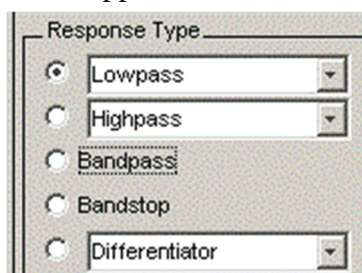 Response Type
Lowpass
Highpass
Bandpass
Bandstop
Differentiator